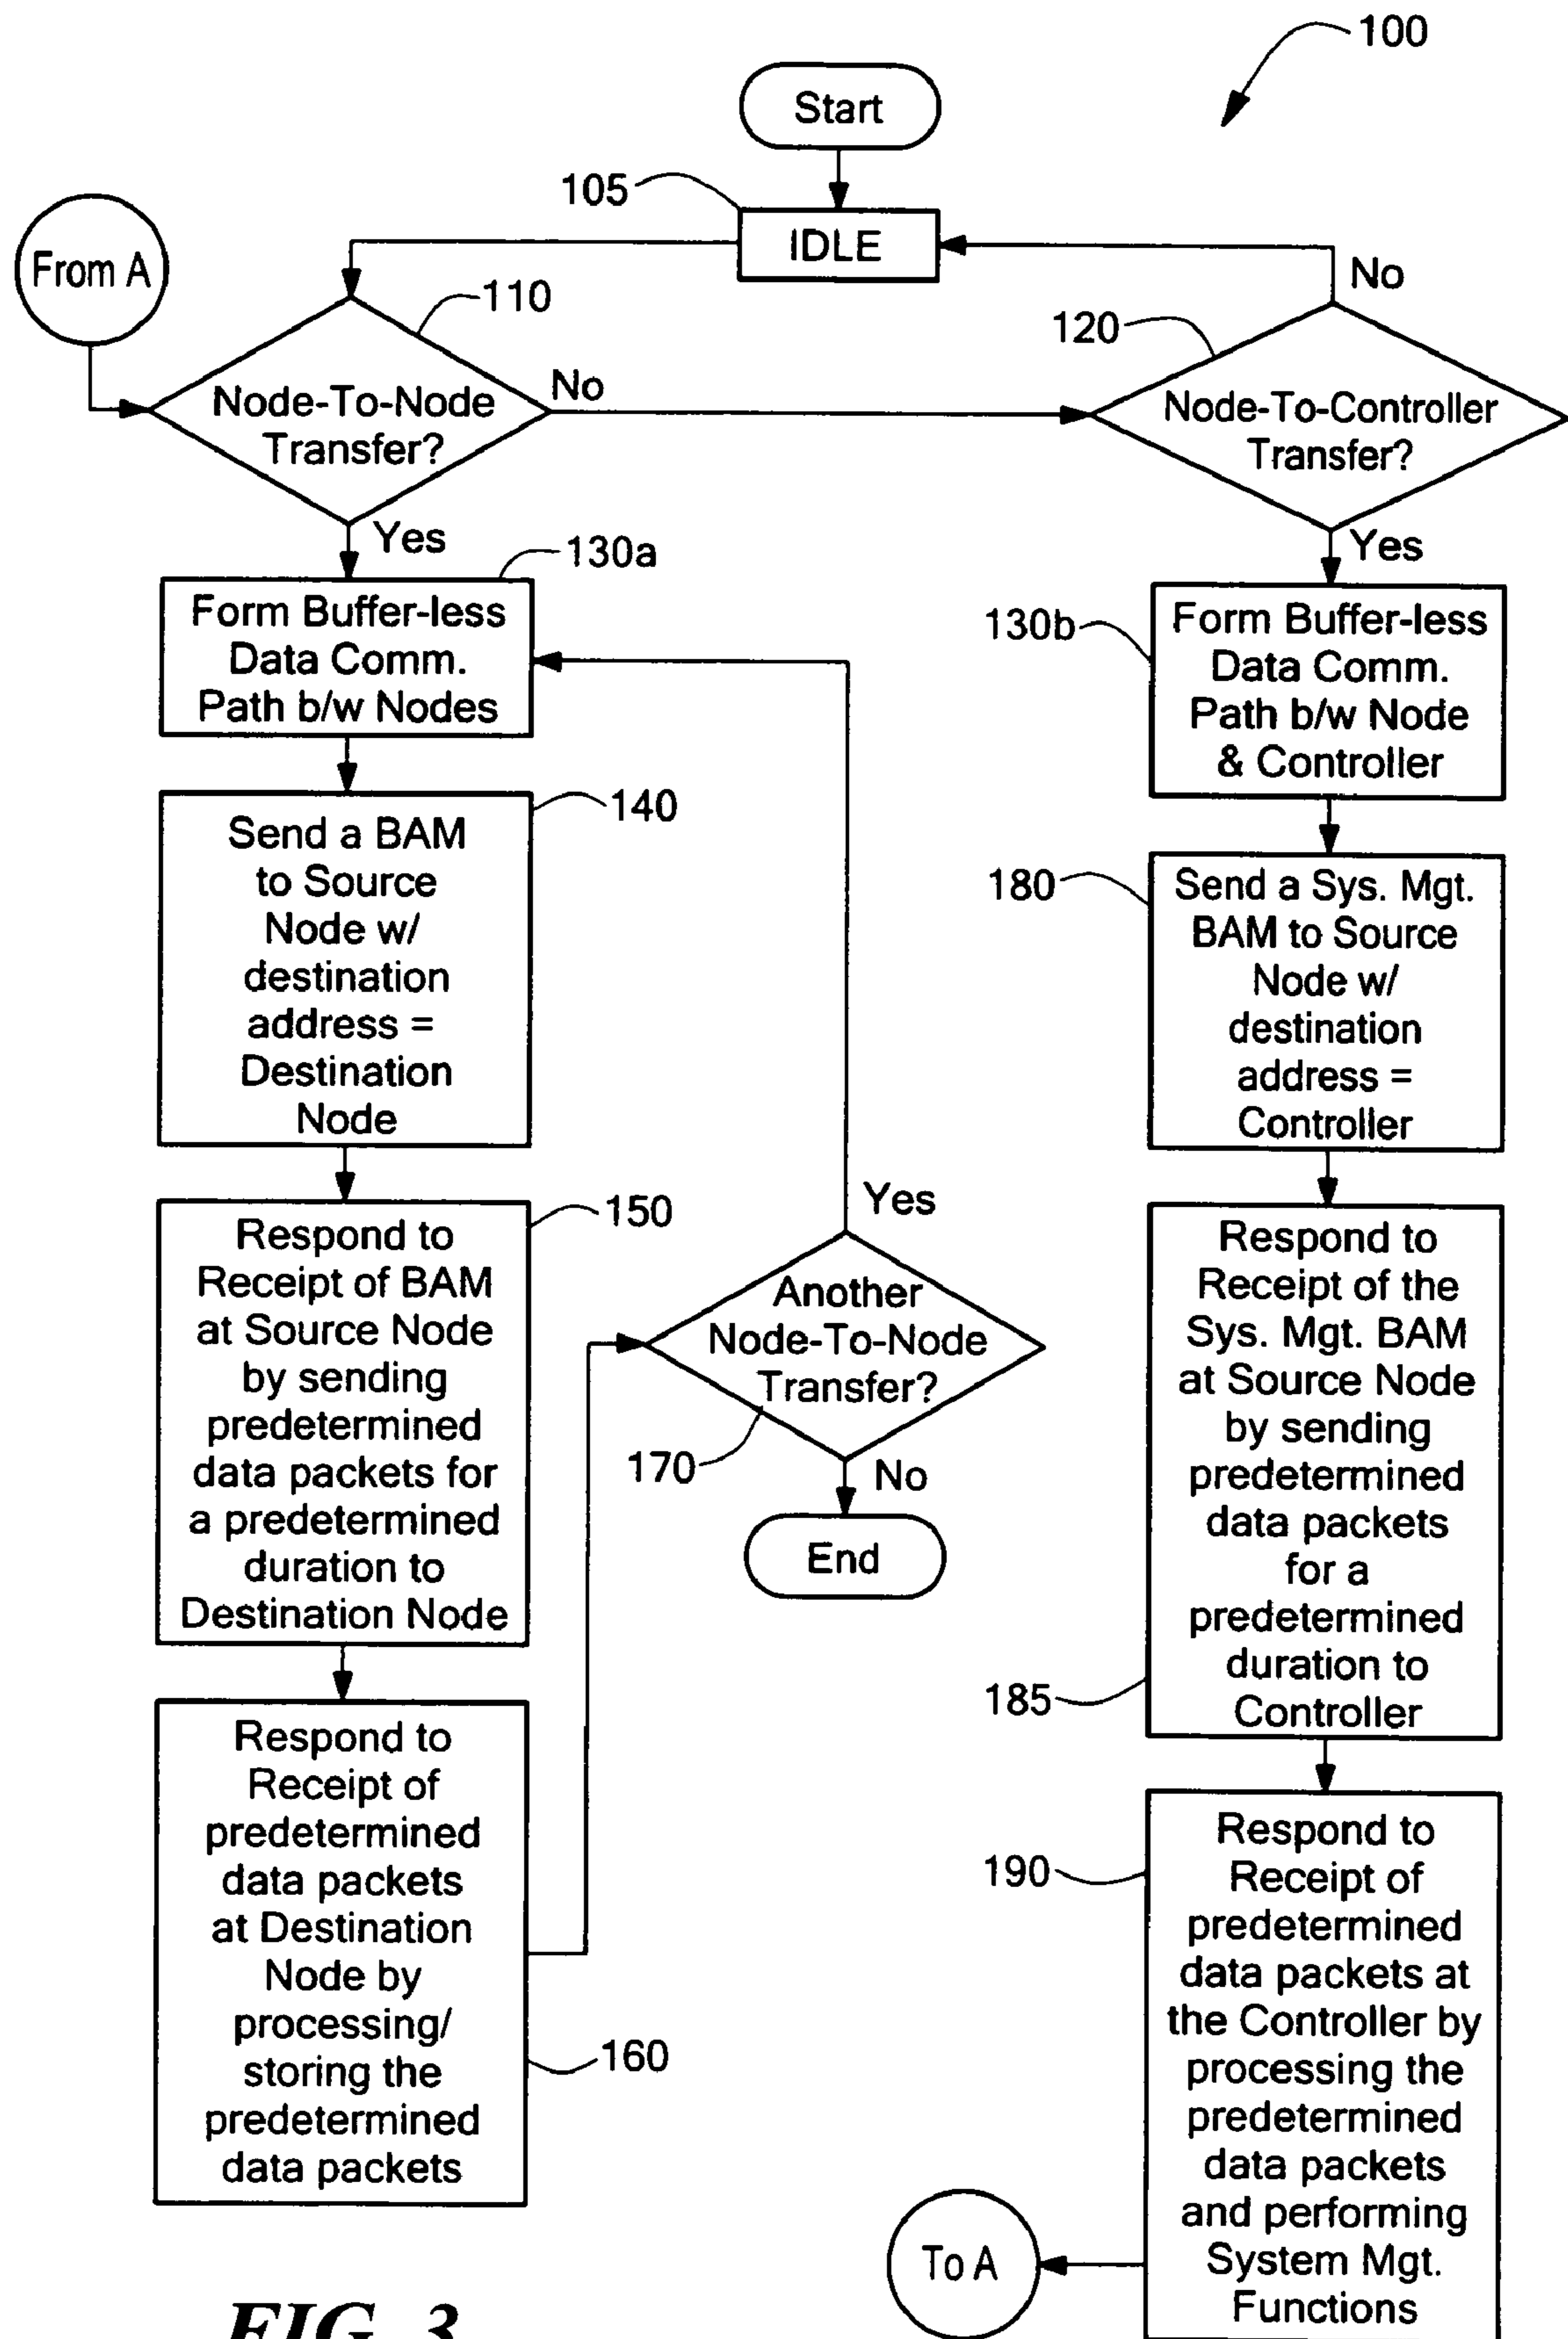 100
Start
105
IDLE
From A
No
110
120
Node-To-Node
Transfer?
No
Node-To-Controller
Transfer?
Yes
Yes
130a
Form Buffer-less
Data Comm.
Path b/w Nodes
130b
Form Buffer-less
Data Comm.
Path b/w Node
& Controller
140
Send a BAM
to Source
Node w/
destination
address =
Destination
Node
180
Send a Sys. Mgt.
BAM to Source
Node w/
destination
address =
Controller
150
Respond to
Receipt of BAM
at Source Node
by sending
predetermined
data packets for
a predetermined
duration to
Destination Node
Yes
Another
Node-To-Node
Transfer?
170
No
End
Respond to
Receipt of the
Sys. Mgt. BAM
at Source Node
by sending
predetermined
data packets
for a
predetermined
duration to
Controller
185
Respond to
Receipt of
predetermined
data packets
at Destination
Node by
processing/
storing the
predetermined
data packets
160
190
Respond to
Receipt of
predetermined
data packets at
the Controller by
processing the
predetermined
data packets
and performing
System Mgt.
Functions
To A
FIG. 3